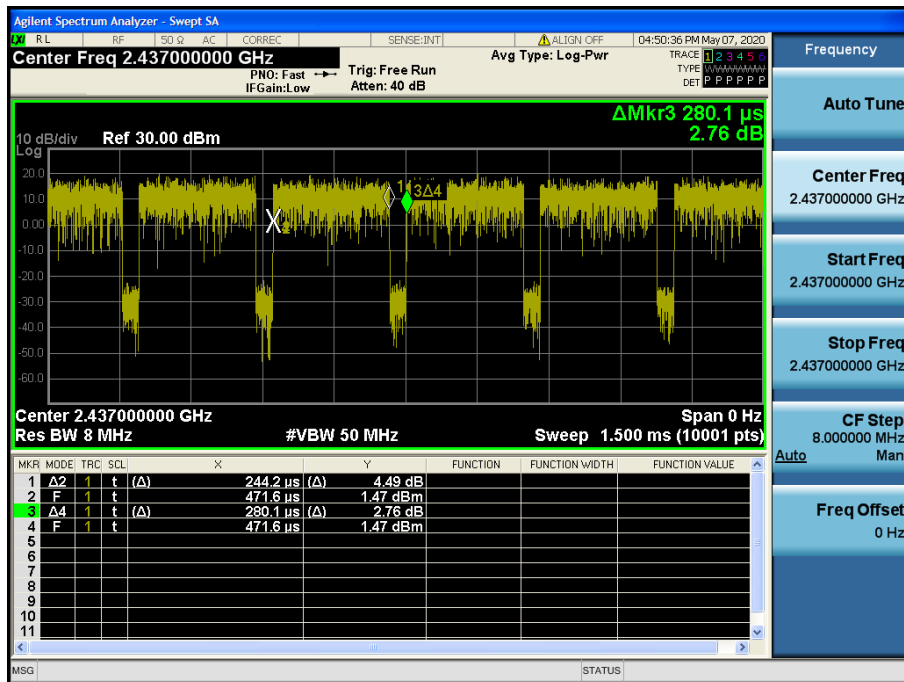 Agilent Spectrum Analyzer - Swept SA
LXI RL RF 50 Ω AC CORREC SENSE:INT ALIGN OFF 04:50:36 PM May 07, 2020
Center Freq 2.437000000 GHz
PNO: Fast
IFGain:Low
Trig: Free Run
Atten: 40 dB
Avg Type: Log-Pwr
TRACE 1 2 3 4 5 6
TYPE WWWWWW
DET P P P P P P
ΔMkr3 280.1 µs
2.76 dB
10 dB/div Ref 30.00 dBm
Log
20.0
10.0
0.00
-10.0
-20.0
-30.0
-40.0
-50.0
-60.0
3Δ4
Center 2.437000000 GHz Span 0 Hz
Res BW 8 MHz #VBW 50 MHz Sweep 1.500 ms (10001 pts)
MKR MODE TRC SCL X Y FUNCTION FUNCTION WIDTH FUNCTION VALUE
1 Δ2 1 t (Δ) 244.2 µs (Δ) 4.49 dB
2 F 1 t 471.6 µs 1.47 dBm
3 Δ4 1 t (Δ) 280.1 µs (Δ) 2.76 dB
4 F 1 t 471.6 µs 1.47 dBm
5
6
7
8
9
10
11
MSG STATUS
Frequency
Auto Tune
Center Freq
2.437000000 GHz
Start Freq
2.437000000 GHz
Stop Freq
2.437000000 GHz
CF Step
8.000000 MHz
Auto Man
Freq Offset
0 Hz